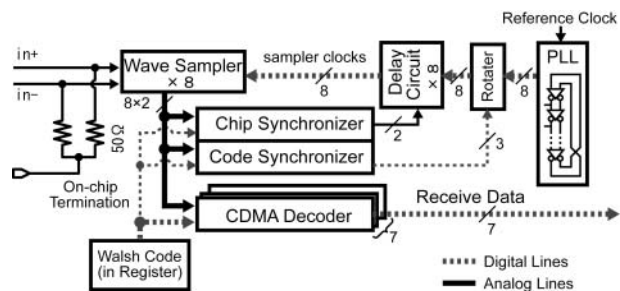 Reference Clock
in+
in−
Wave Sampler
× 8
sampler clocks
8
Delay
Circuit
× 8
8
Rotater
8
PLL
8×2
50Ω
Chip Synchronizer
2
Code Synchronizer
3
On-chip
Termination
CDMA Decoder
7
Receive Data
7
Walsh Code
(in Register)
Digital Lines
Analog Lines